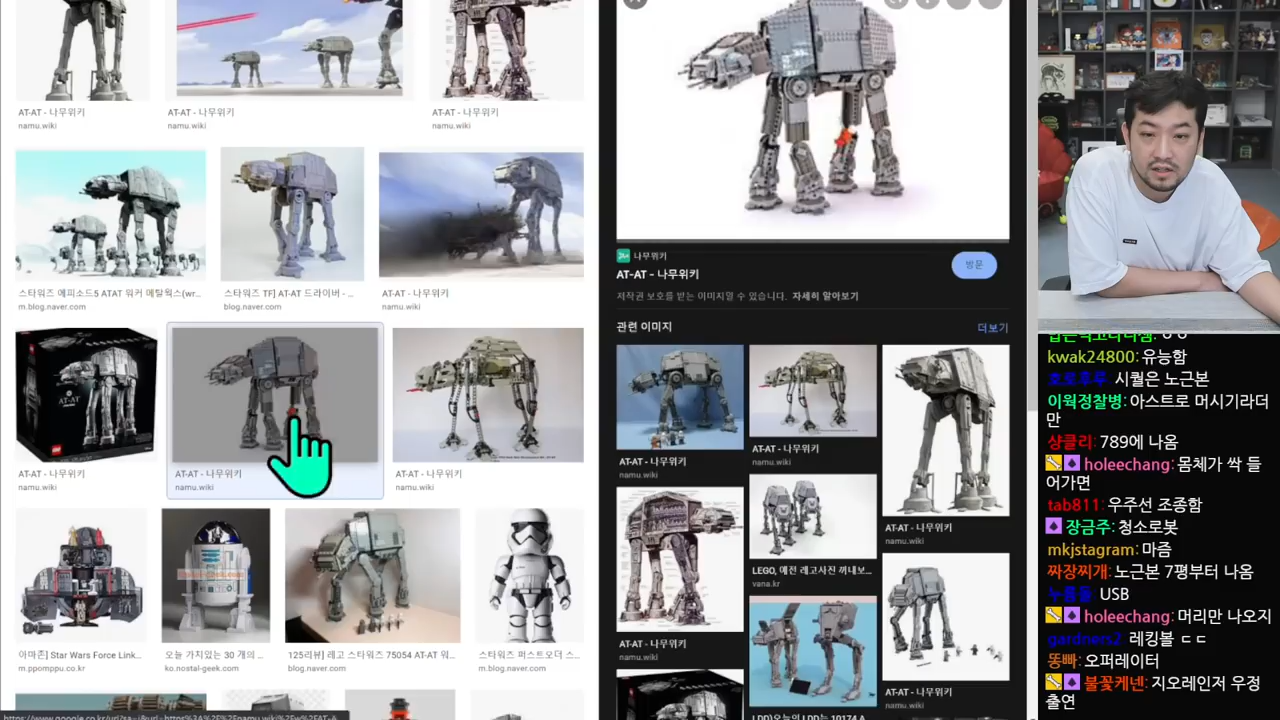 AT-AT - 나무위키
namu.wiki
AT-AT - 나무위키
namu.wiki
AT-AT - 나무위키
namu.wiki
스타워즈 에피소드5 ATAT 워커 메탈웍스(wr...
m.blog.naver.com
스타워즈 TF] AT-AT 드라이버 - ...
blog.naver.com
AT-AT - 나무위키
namu.wiki
AT-AT - 나무위키
namu.wiki
AT-AT - 나무위키
namu.wiki
AT-AT - 나무위키
namu.wiki
아마존] Star Wars Force Link...
m.ppomppu.co.kr
오늘 가치있는 30 개의 ...
ko.nostal-geek.com
125리뷰] 레고 스타워즈 75054 AT-AT 워...
blog.naver.com
스타워즈 퍼스트오더 스...
m.blog.naver.com
나무위키
AT-AT - 나무위키
방문
저작권 보호를 받는 이미지일 수 있습니다. 자세히 알아보기
관련 이미지
더보기
AT-AT - 나무위키
namu.wiki
AT-AT - 나무위키
namu.wiki
AT-AT - 나무위키
namu.wiki
LEGO, 예전 레고사진 꺼내보...
vana.kr
AT-AT - 나무위키
namu.wiki
AT-AT - 나무위키
namu.wiki
kwak24800: 유능함
호로후루: 시퀄은 노근본
이웍정찰병: 아스트로 머시기라더
만
샹클리: 789에 나옴
holeechang: 몸체가 싹 들
어가면
tab811: 우주선 조종함
장금주: 청소로봇
mkjstagram: 마즘
짜장찌개: 노근본 7평부터 나옴
USB
holeechang: 머리만 나오지
gardners2: 레킹볼 ㄷㄷ
똥빠: 오퍼레이터
불꽃케넨: 지오레인저 우정
출연